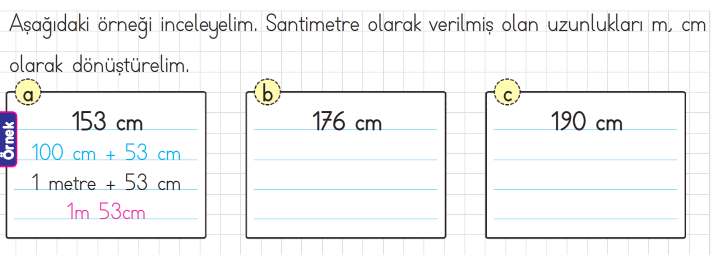 Aşağıdaki örneği inceleyelim. Santimetre olarak verilmiş olan uzunlukları m, cm
olarak dönüştürelim.
a
153 cm
Örnek
100 cm + 53 cm
1 metre + 53 cm
1m 53cm
b
176 cm
c
190 cm